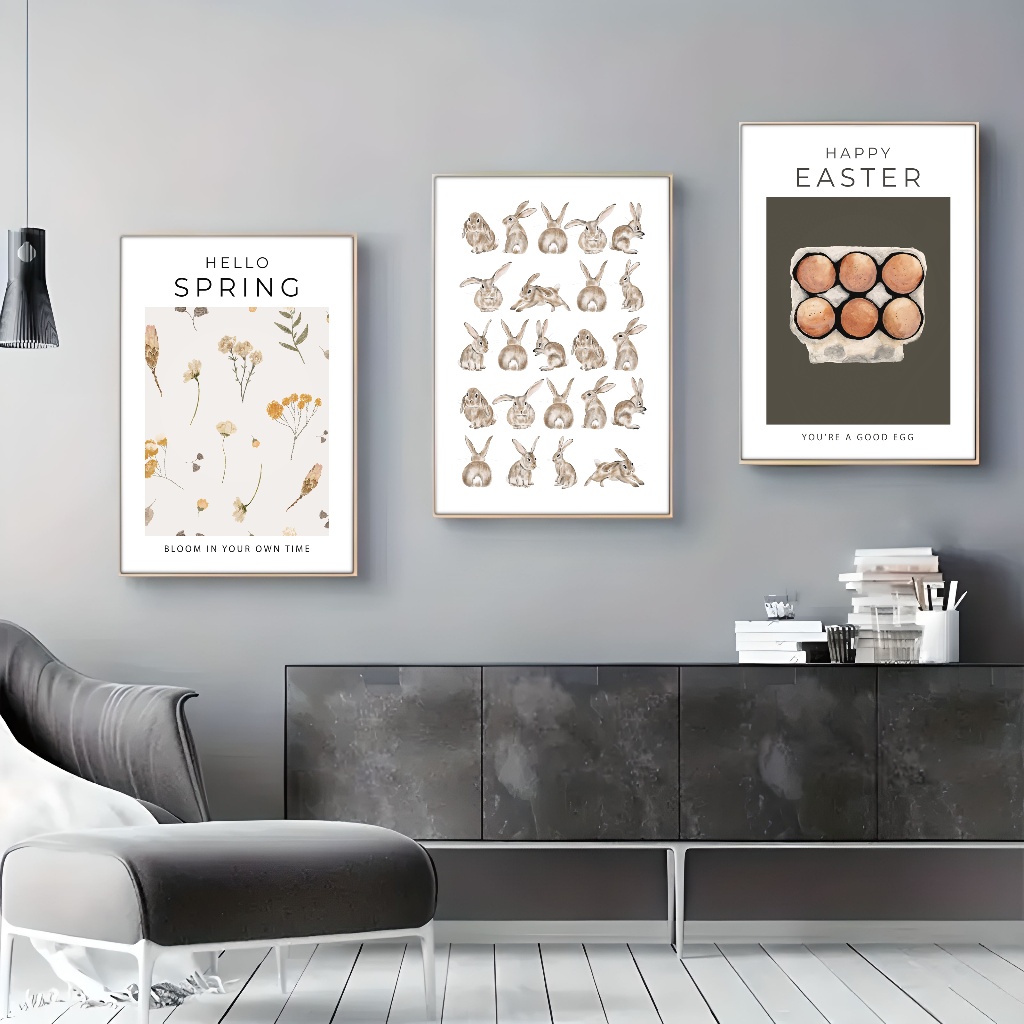 HELLO
SPRING
BLOOM IN YOUR OWN TIME
HAPPY
EASTER
YOU'RE A GOOD EGG